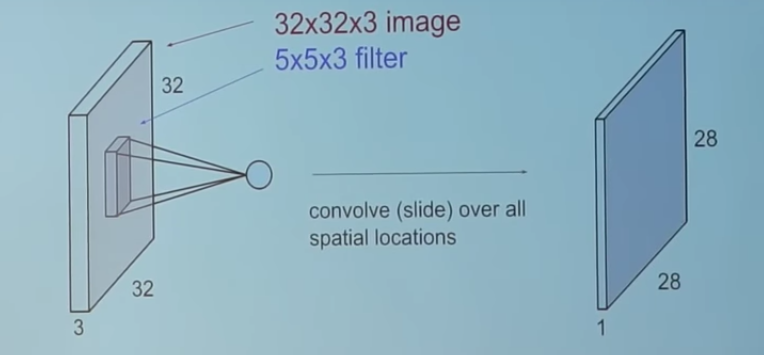 32x32x3 image
5x5x3 filter
32
32
3
convolve (slide) over all
spatial locations
28
28
1